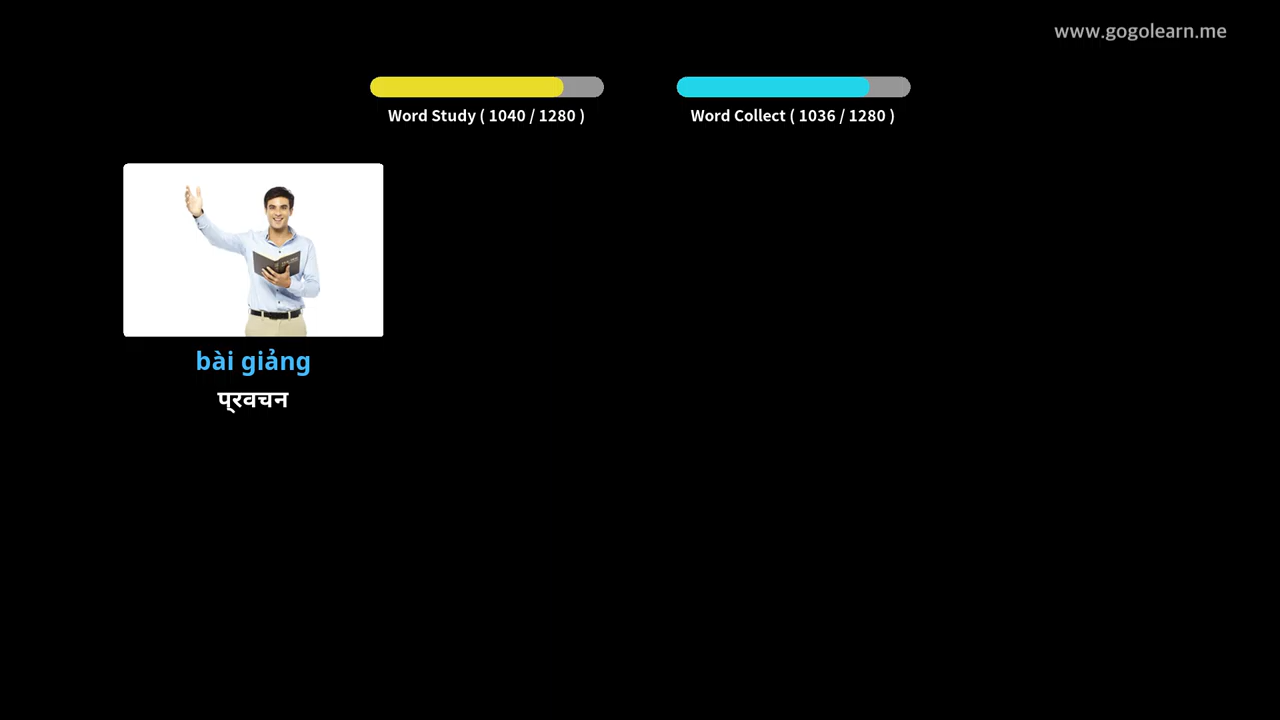 www.gogolearn.me
Word Study ( 1040 / 1280 )
Word Collect ( 1036 / 1280 )
bài giảng
प्रवचन